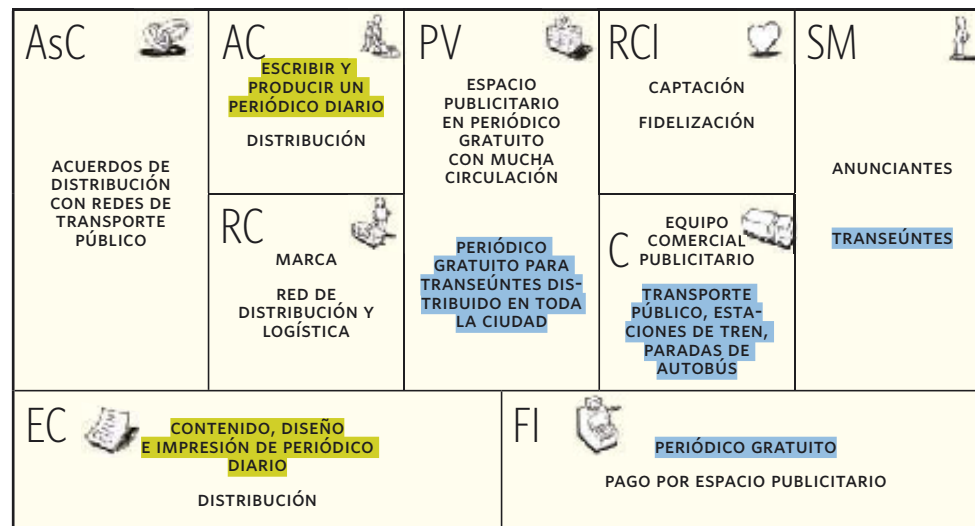 AsC
ACUERDOS DE
DISTRIBUCIÓN
CON REDES DE
TRANSPORTE
PÚBLICO
AC
ESCRIBIR Y
PRODUCIR UN
PERIÓDICO DIARIO
DISTRIBUCIÓN
RC
MARCA
RED DE
DISTRIBUCIÓN Y
LOGÍSTICA
PV
ESPACIO
PUBLICITARIO
EN PERIÓDICO
GRATUITO
CON MUCHA
CIRCULACIÓN
PERIÓDICO
GRATUITO PARA
TRANSEÚNTES DIS-
TRIBUIDO EN TODA
LA CIUDAD
RCl
CAPTACIÓN
FIDELIZACIÓN
C
EQUIPO
COMERCIAL
PUBLICITARIO
TRANSPORTE
PÚBLICO, ESTA-
CIONES DE TREN,
PARADAS DE
AUTOBÚS
SM
ANUNCIANTES
TRANSEÚNTES
EC
CONTENIDO, DISEÑO
E IMPRESIÓN DE PERIÓDICO
DIARIO
DISTRIBUCIÓN
FI
PERIÓDICO GRATUITO
PAGO POR ESPACIO PUBLICITARIO